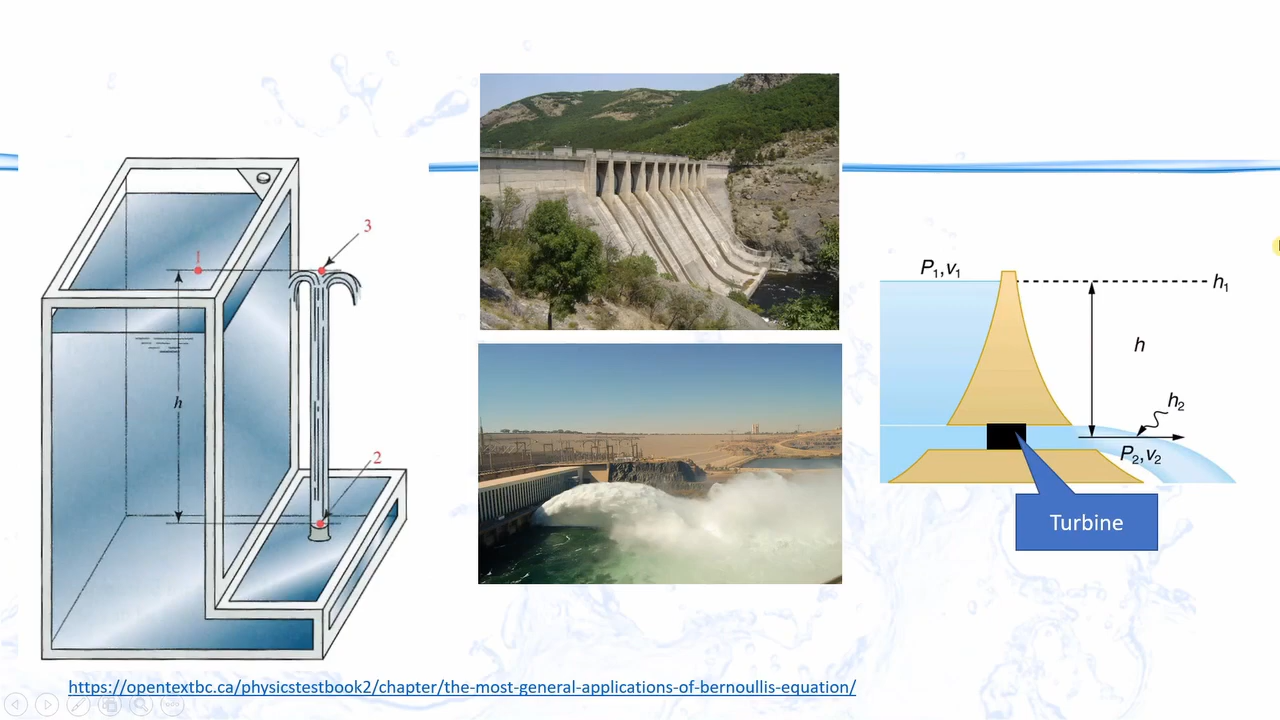 1
3
h
2
P₁,v₁
h₁
h
h₂
P₂,v₂
Turbine
https://opentextbc.ca/physicstestbook2/chapter/the-most-general-applications-of-bernoullis-equation/